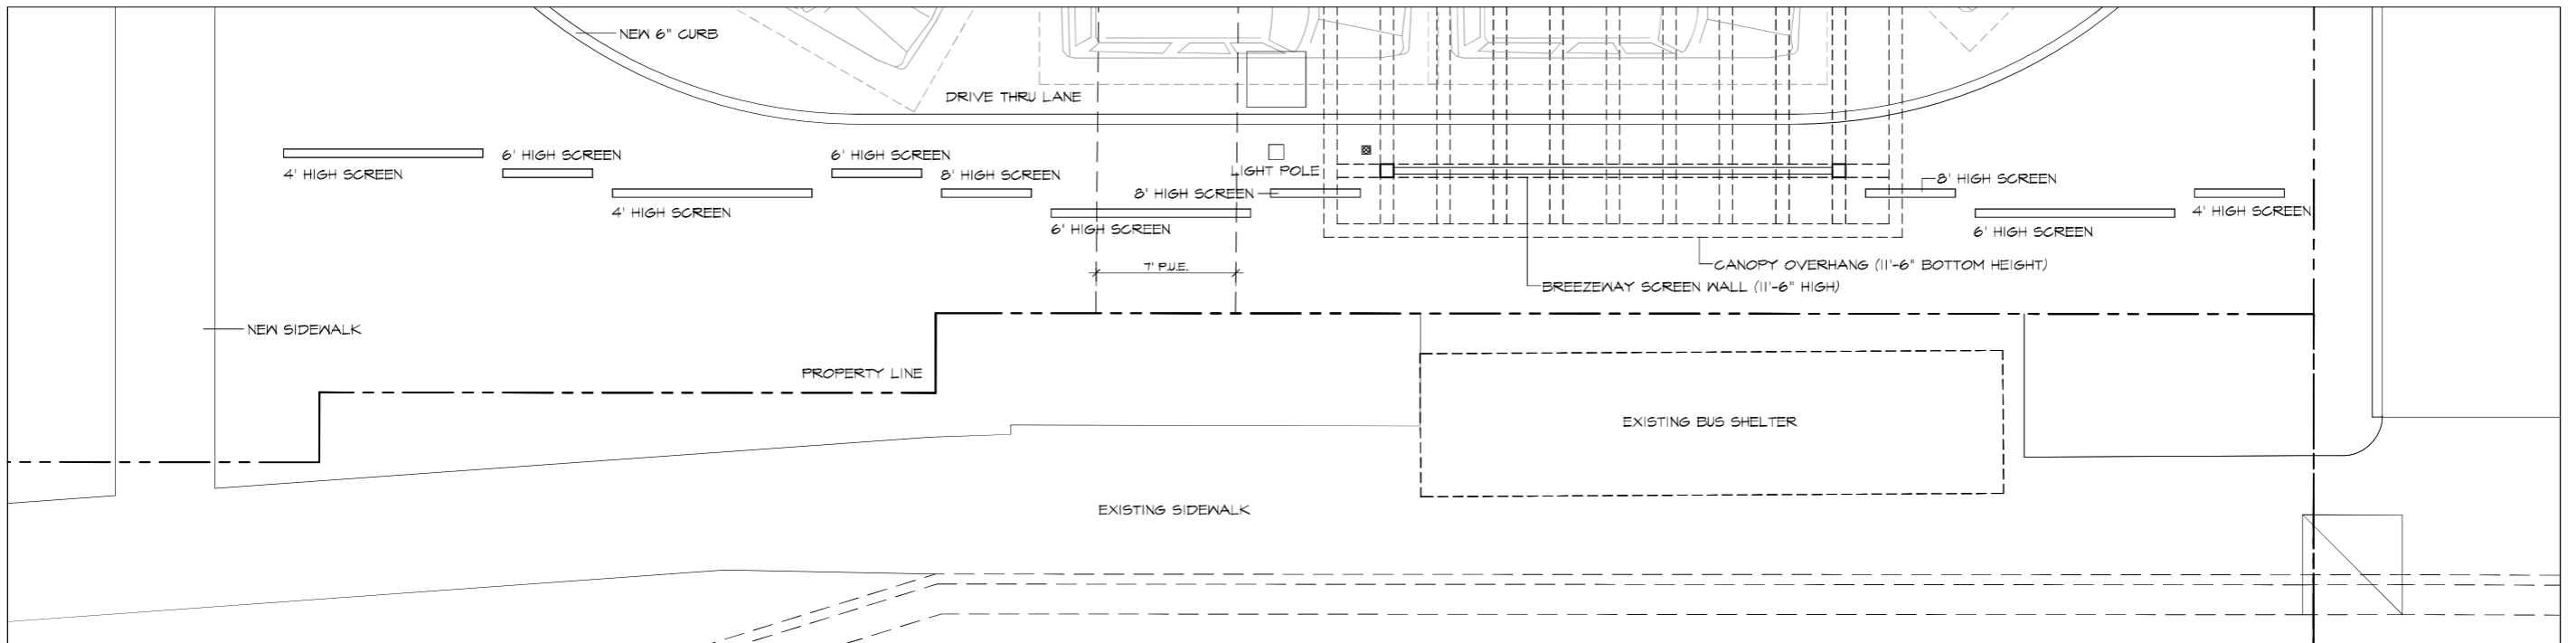 NEW 6" CURB
DRIVE THRU LANE
6' HIGH SCREEN
6' HIGH SCREEN
4' HIGH SCREEN
LIGHT POLE
8' HIGH SCREEN
8' HIGH SCREEN
8' HIGH SCREEN
4' HIGH SCREEN
4' HIGH SCREEN
6' HIGH SCREEN
6' HIGH SCREEN
7' P.U.E.
CANOPY OVERHANG (11'-6" BOTTOM HEIGHT)
BREEZEWAY SCREEN WALL (11'-6" HIGH)
NEW SIDEWALK
PROPERTY LINE
EXISTING BUS SHELTER
EXISTING SIDEWALK